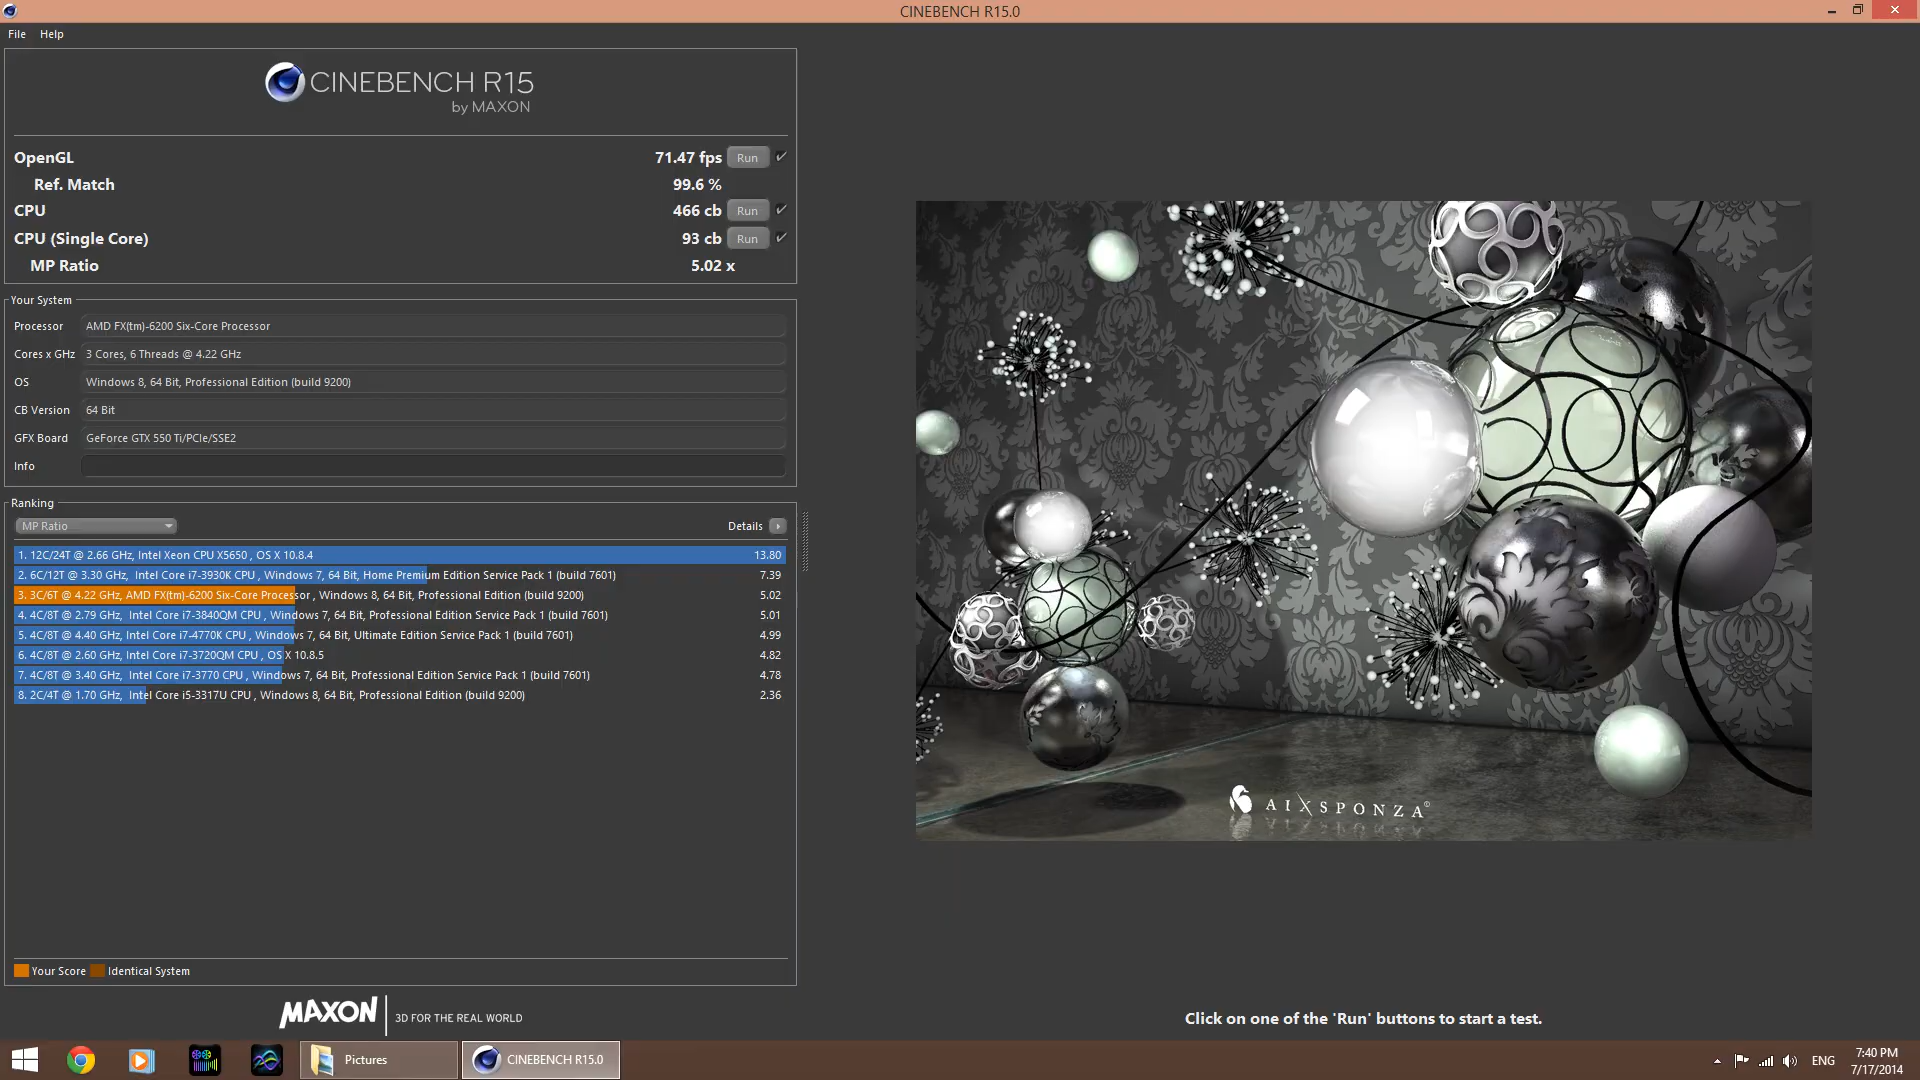 CINEBENCH R15.0
File Help
CINEBENCH R15
by MAXON
OpenGL 71.47 fps Run
Ref. Match 99.6 %
CPU 466 cb Run
CPU (Single Core) 93 cb Run
MP Ratio 5.02 x
Your System
Processor AMD FX(tm)-6200 Six-Core Processor
Cores x GHz 3 Cores, 6 Threads @ 4.22 GHz
OS Windows 8, 64 Bit, Professional Edition (build 9200)
CB Version 64 Bit
GFX Board GeForce GTX 550 Ti/PCIe/SSE2
Info
Ranking
MP Ratio Details
1. 12C/24T @ 2.66 GHz, Intel Xeon CPU X5650 , OS X 10.8.4 13.80
2. 6C/12T @ 3.30 GHz, Intel Core i7-3930K CPU , Windows 7, 64 Bit, Home Premium Edition Service Pack 1 (build 7601) 7.39
3. 3C/6T @ 4.22 GHz, AMD FX(tm)-6200 Six-Core Processor , Windows 8, 64 Bit, Professional Edition (build 9200) 5.02
4. 4C/8T @ 2.79 GHz, Intel Core i7-3840QM CPU , Windows 7, 64 Bit, Professional Edition Service Pack 1 (build 7601) 5.01
5. 4C/8T @ 4.40 GHz, Intel Core i7-4770K CPU , Windows 7, 64 Bit, Ultimate Edition Service Pack 1 (build 7601) 4.99
6. 4C/8T @ 2.60 GHz, Intel Core i7-3720QM CPU , OS X 10.8.5 4.82
7. 4C/8T @ 3.40 GHz, Intel Core i7-3770 CPU , Windows 7, 64 Bit, Professional Edition Service Pack 1 (build 7601) 4.78
8. 2C/4T @ 1.70 GHz, Intel Core i5-3317U CPU , Windows 8, 64 Bit, Professional Edition (build 9200) 2.36
Your Score Identical System
MAXON 3D FOR THE REAL WORLD
AIXSPONZA®
Click on one of the 'Run' buttons to start a test.
Pictures CINEBENCH R15.0
ENG 7:40 PM
7/17/2014